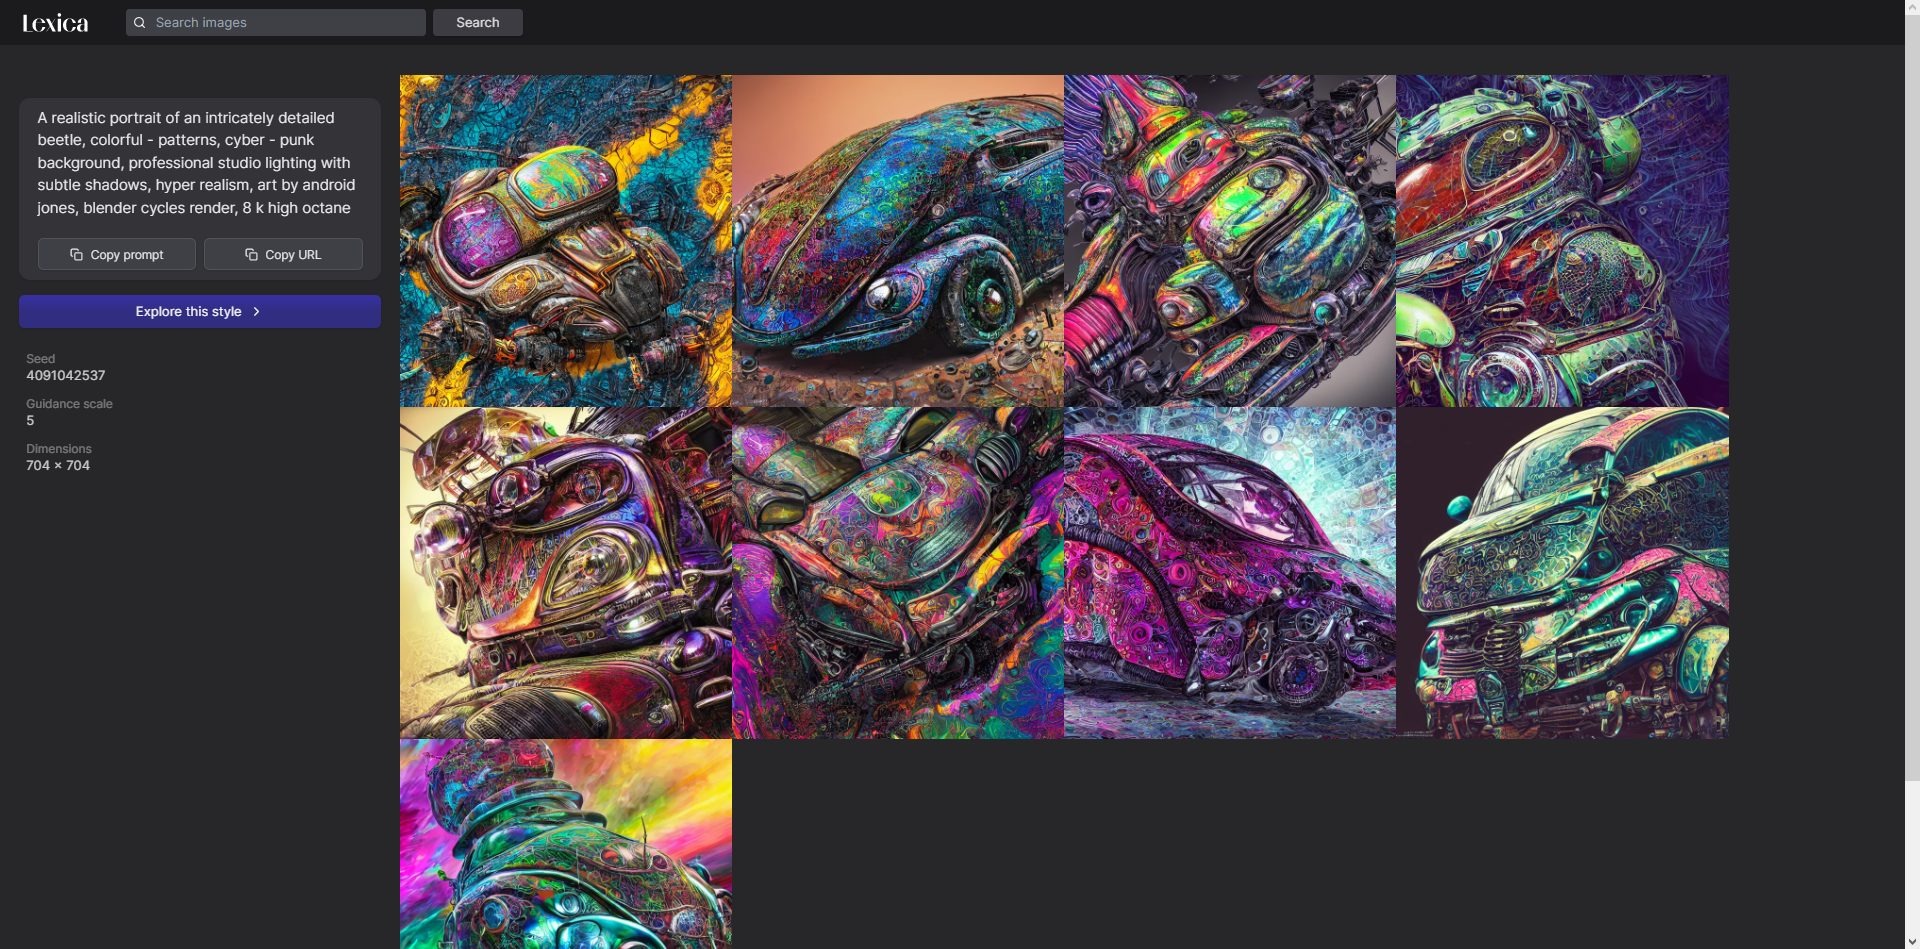 Lexica
Search images
Search
A realistic portrait of an intricately detailed
beetle, colorful - patterns, cyber - punk
background, professional studio lighting with
subtle shadows, hyper realism, art by android
jones, blender cycles render, 8 k high octane
Copy prompt
Copy URL
Explore this style
Seed
4091042537
Guidance scale
5
Dimensions
704 × 704